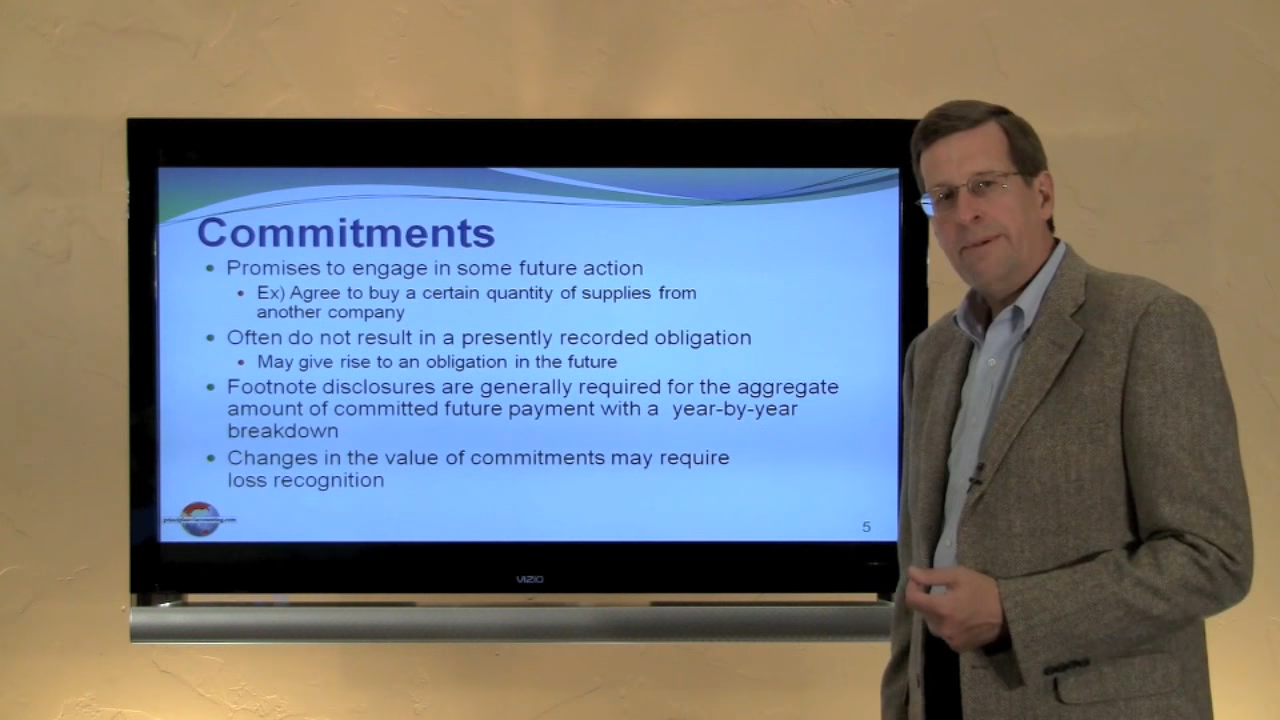 Commitments
• Promises to engage in some future action
• Ex) Agree to buy a certain quantity of supplies from
another company
• Often do not result in a presently recorded obligation
• May give rise to an obligation in the future
• Footnote disclosures are generally required for the aggregate
amount of committed future payment with a year-by-year
breakdown
• Changes in the value of commitments may require
loss recognition
principlesofaccounting.com
5
VIZIO